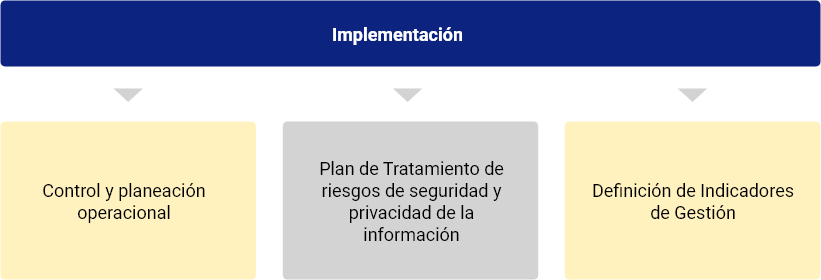 Implementación
Control y planeación
operacional
Plan de Tratamiento de
riesgos de seguridad y
privacidad de la
información
Definición de Indicadores
de Gestión